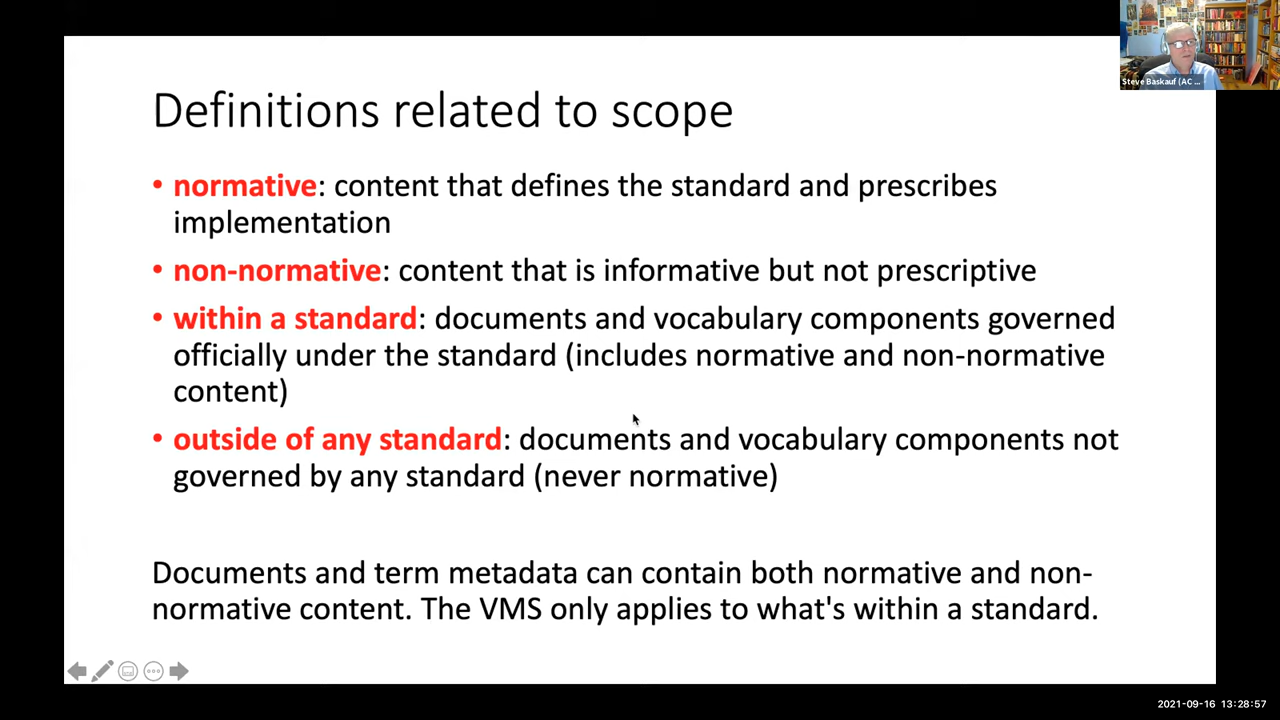 Steve Baskauf (AC ...
Definitions related to scope
• normative: content that defines the standard and prescribes
implementation
• non-normative: content that is informative but not prescriptive
• within a standard: documents and vocabulary components governed
officially under the standard (includes normative and non-normative
content)
• outside of any standard: documents and vocabulary components not
governed by any standard (never normative)
Documents and term metadata can contain both normative and non-
normative content. The VMS only applies to what's within a standard.
2021-09-16 13:28:57